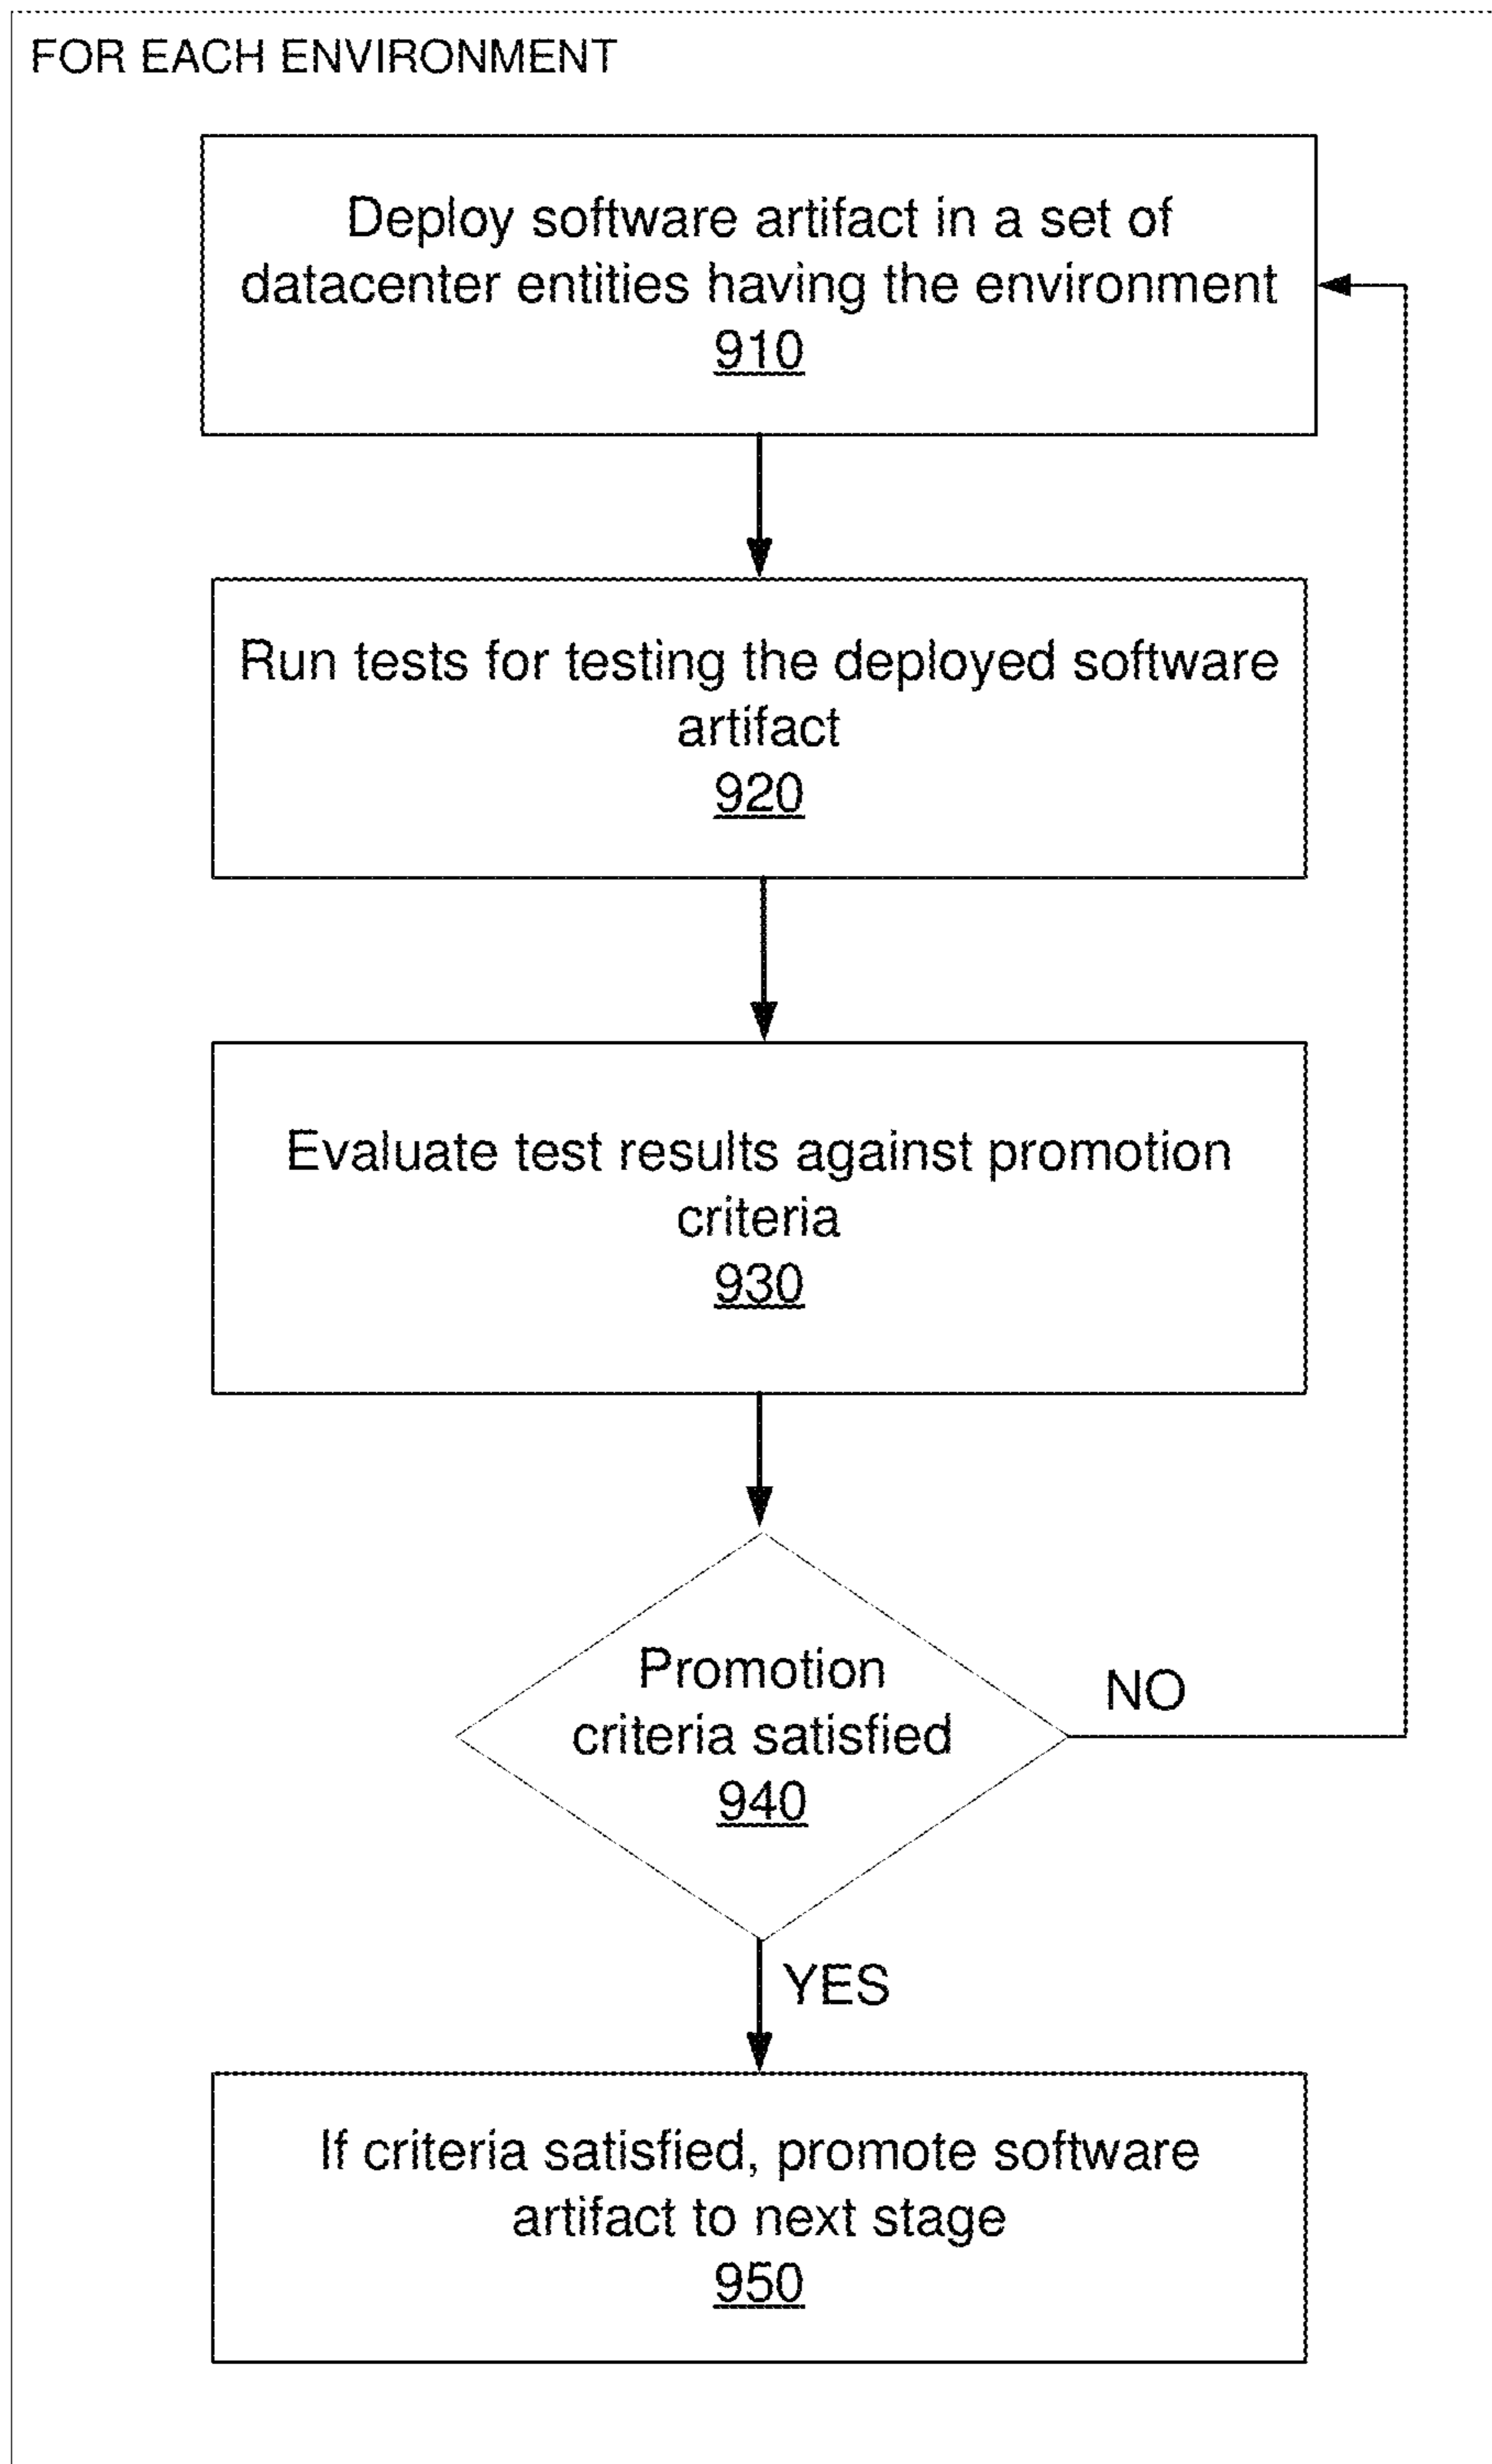 FOR EACH ENVIRONMENT
Deploy software artifact in a set of
datacenter entities having the environment
910
Run tests for testing the deployed software
artifact
920
Evaluate test results against promotion
criteria
930
Promotion
criteria satisfied
940
NO
YES
If criteria satisfied, promote software
artifact to next stage
950